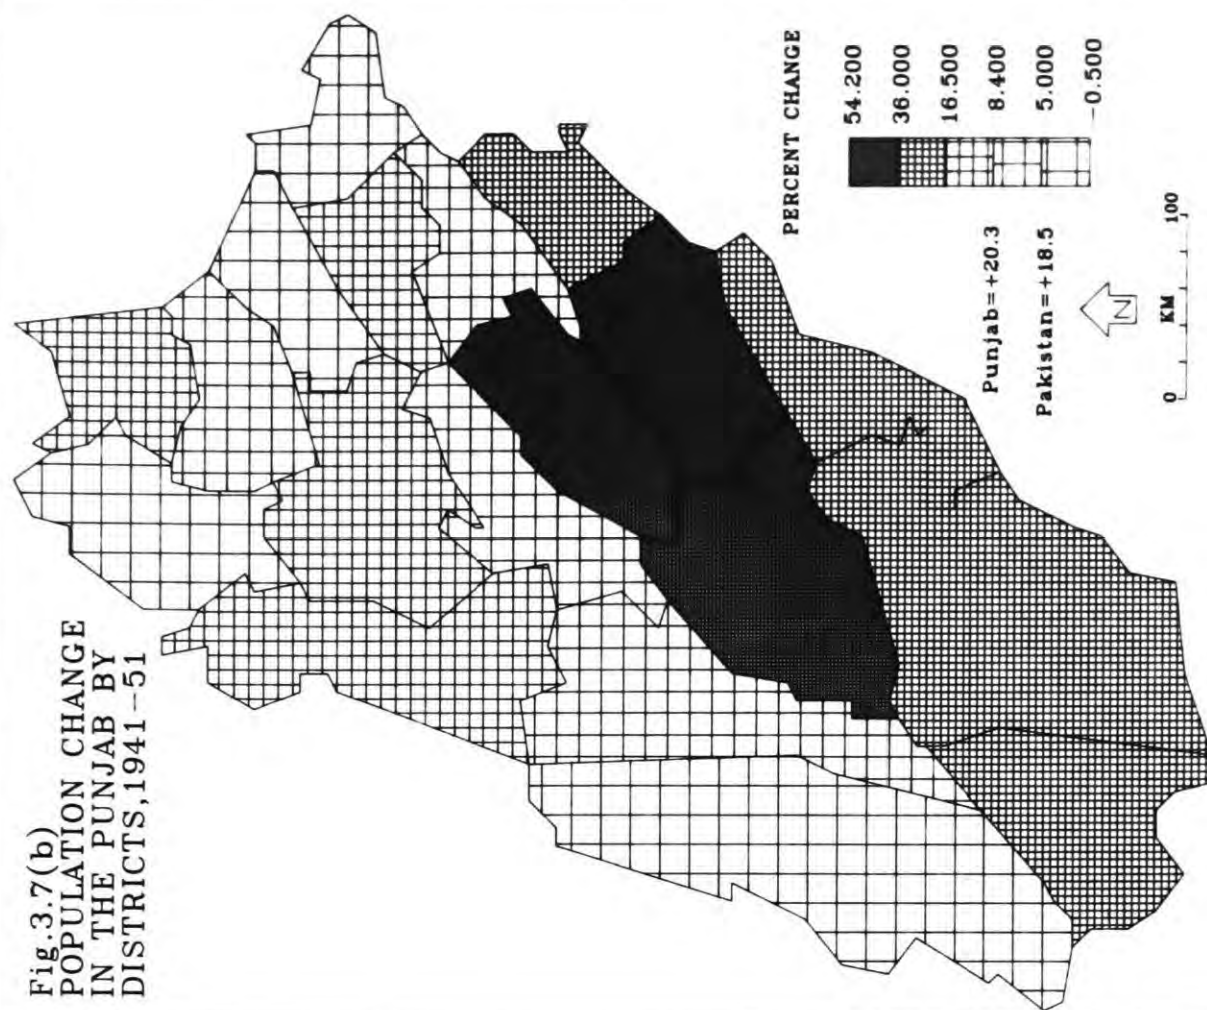 Fig.3.7(b)
POPULATION CHANGE
IN THE PUNJAB BY
DISTRICTS,1941-51
PERCENT CHANGE
54.200
36.000
16.500
8.400
5.000
-0.500
Punjab=+20.3
Pakistan=+18.5
N
0 KM 100